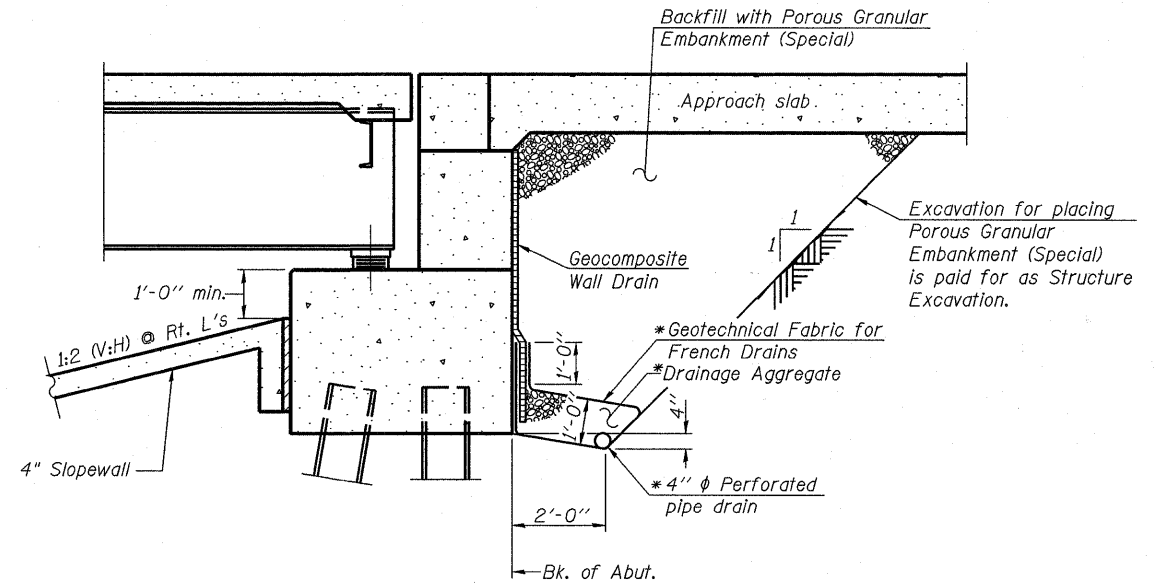 Backfill with Porous Granular
Embankment (Special)
Approach slab
1
1
Excavation for placing
Porous Granular
Embankment (Special)
is paid for as Structure
Excavation.
Geocomposite
Wall Drain
1'-0" min.
1:2 (V:H) @ Rt. L's
*Geotechnical Fabric for
French Drains
*Drainage Aggregate
1'-0"
1'-0"
4"
4" Slopewall
*4" ϕ Perforated
pipe drain
2'-0"
Bk. of Abut.